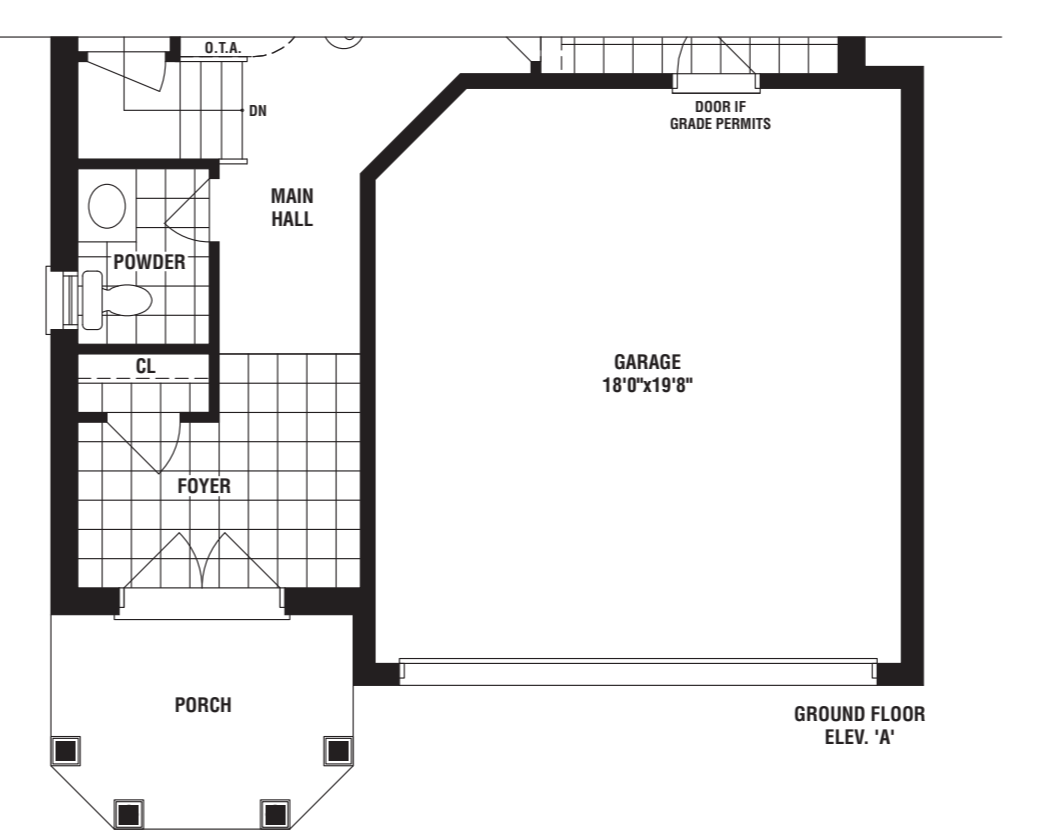 O.T.A.
DN
DOOR IF
GRADE PERMITS
MAIN
HALL
POWDER
CL
GARAGE
18'0"x19'8"
FOYER
PORCH
GROUND FLOOR
ELEV. 'A'